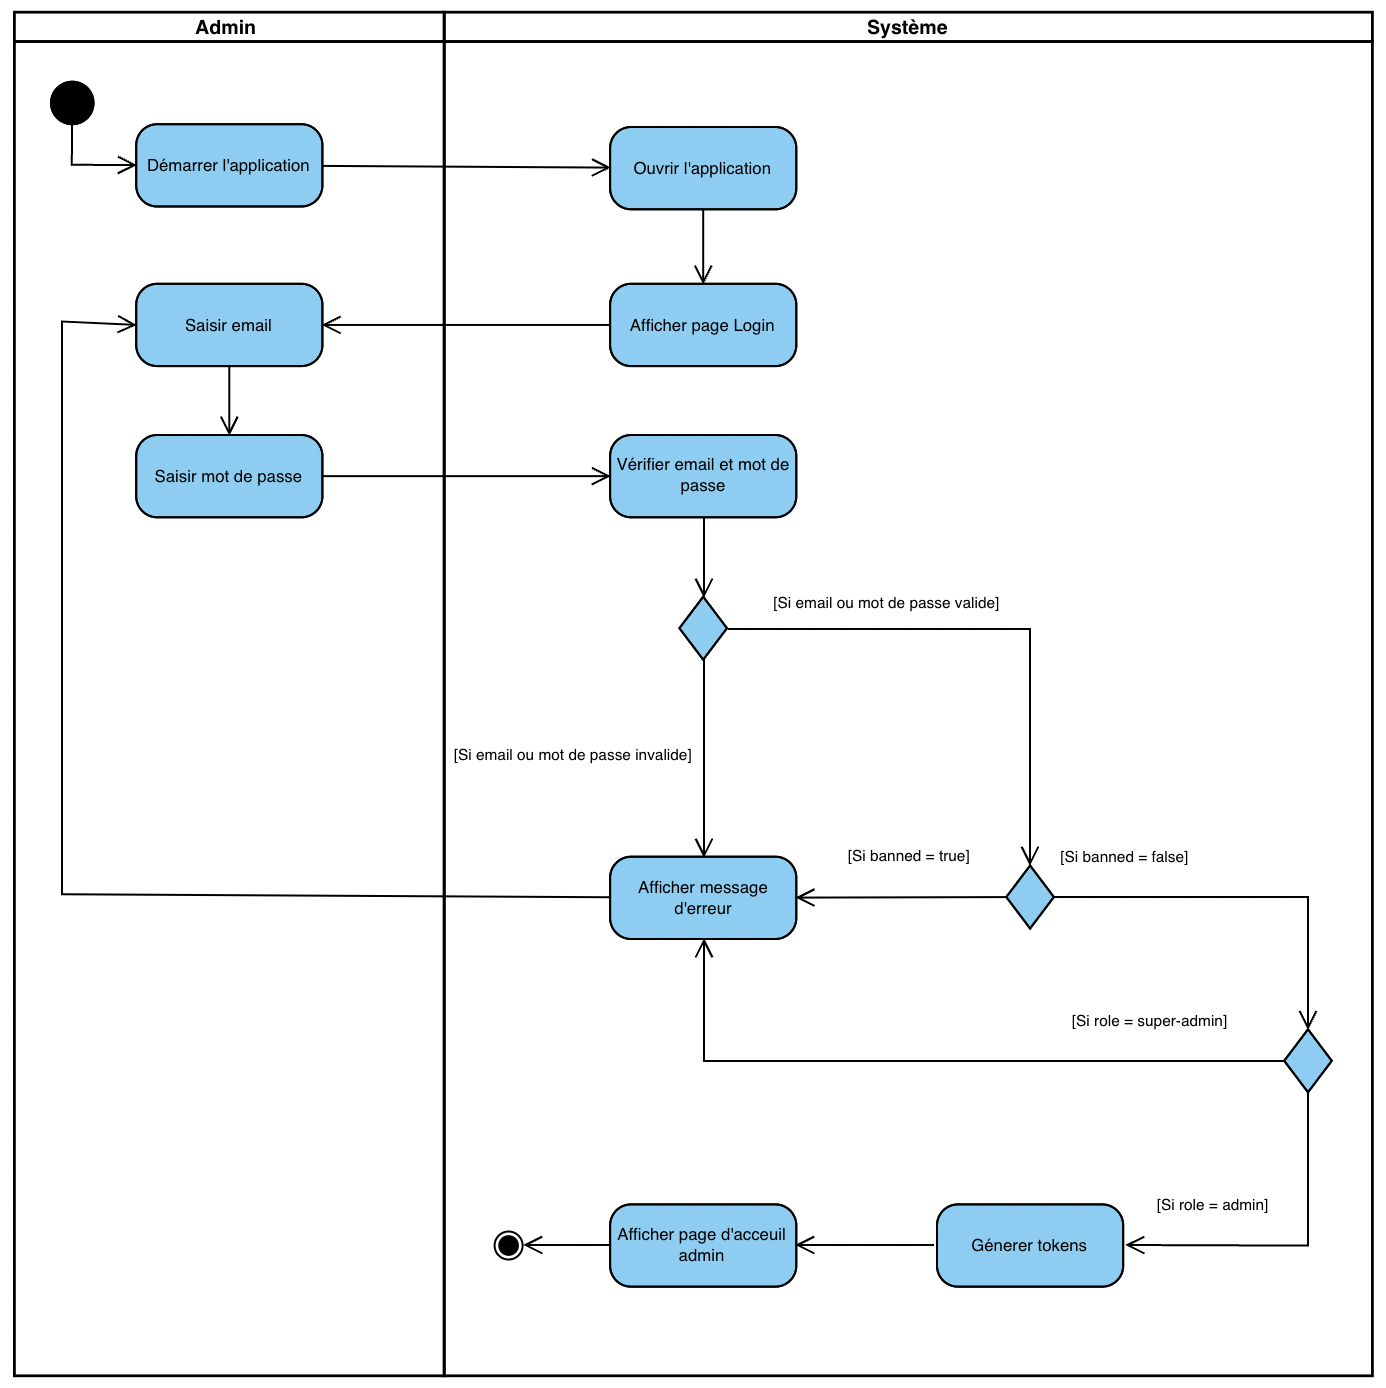 Admin
Système
Démarrer l'application
Ouvrir l'application
Saisir email
Afficher page Login
Saisir mot de passe
Vérifier email et mot de
passe
[Si email ou mot de passe valide]
[Si email ou mot de passe invalide]
[Si banned = true]
[Si banned = false]
Afficher message
d'erreur
[Si role = super-admin]
[Si role = admin]
Afficher page d'acceuil
admin
Génerer tokens